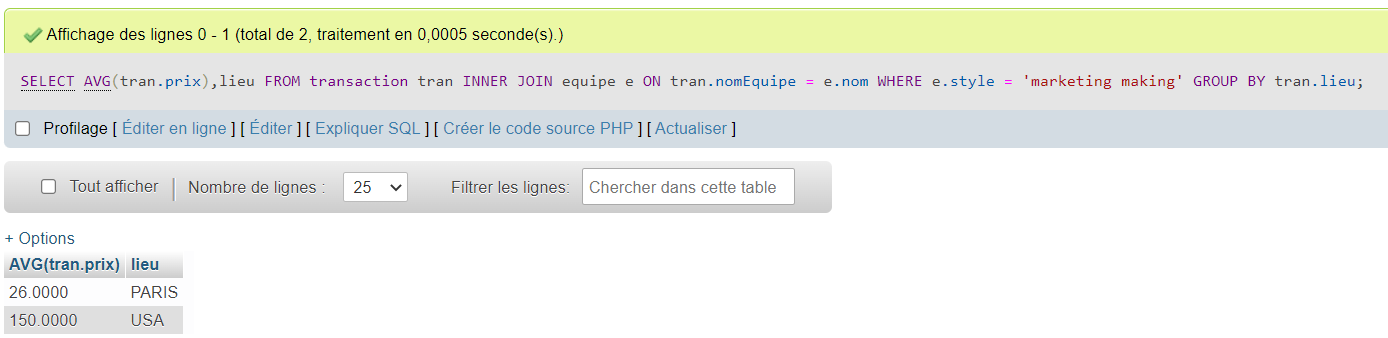 Affichage des lignes 0 - 1 (total de 2, traitement en 0,0005 seconde(s).)
SELECT AVG(tran.prix),lieu FROM transaction tran INNER JOIN equipe e ON tran.nomEquipe = e.nom WHERE e.style = 'marketing making' GROUP BY tran.lieu;
Profilage [ Éditer en ligne ] [ Éditer ] [ Expliquer SQL ] [ Créer le code source PHP ] [ Actualiser ]
Tout afficher | Nombre de lignes : 25 Filtrer les lignes: Chercher dans cette table
+ Options
AVG(tran.prix) lieu
26.0000 PARIS
150.0000 USA